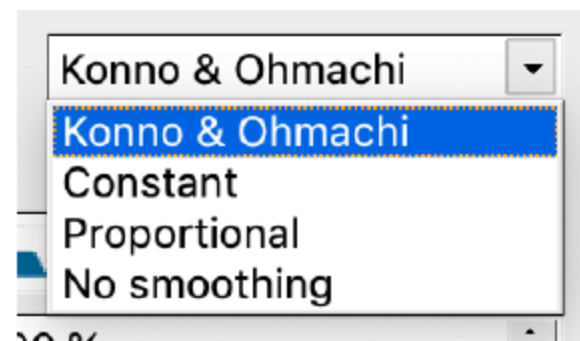 Konno & Ohmachi
Konno & Ohmachi
Constant
Proportional
No smoothing
%